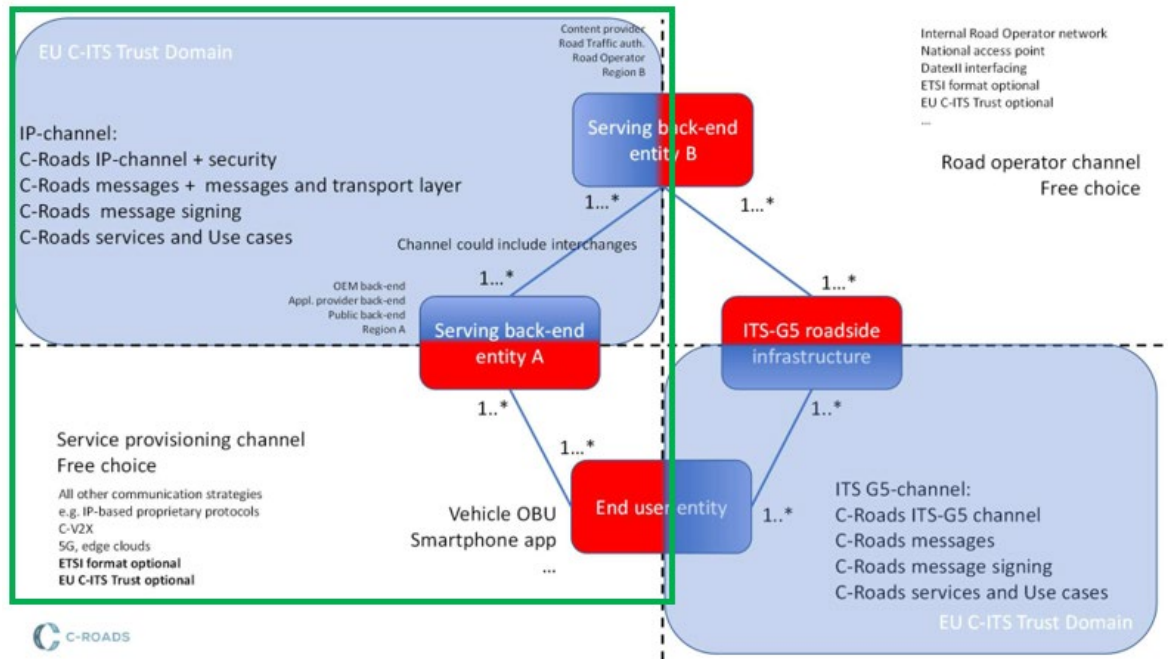 EU C-ITS Trust Domain
Content provider
Road Traffic auth.
Road Operator
Region B
Internal Road Operator network
National access point
DatexII interfacing
ETSI format optional
EU C-ITS Trust optional
...
IP-channel:
C-Roads IP-channel + security
C-Roads messages + messages and transport layer
C-Roads message signing
C-Roads services and Use cases
Serving back-end
entity B
Road operator channel
Free choice
1...*
1...*
Channel could include interchanges
1...*
1...*
OEM back-end
Appl. provider back-end
Public back-end
Region A
Serving back-end
entity A
ITS-G5 roadside
infrastructure
1..*
1..*
Service provisioning channel
Free choice
1...*
All other communication strategies
e.g. IP-based proprietary protocols
C-V2X
5G, edge clouds
ETSI format optional
EU C-ITS Trust optional
Vehicle OBU
Smartphone app
...
End user entity
1..*
ITS G5-channel:
C-Roads ITS-G5 channel
C-Roads messages
C-Roads message signing
C-Roads services and Use cases
EU C-ITS Trust Domain
C-ROADS